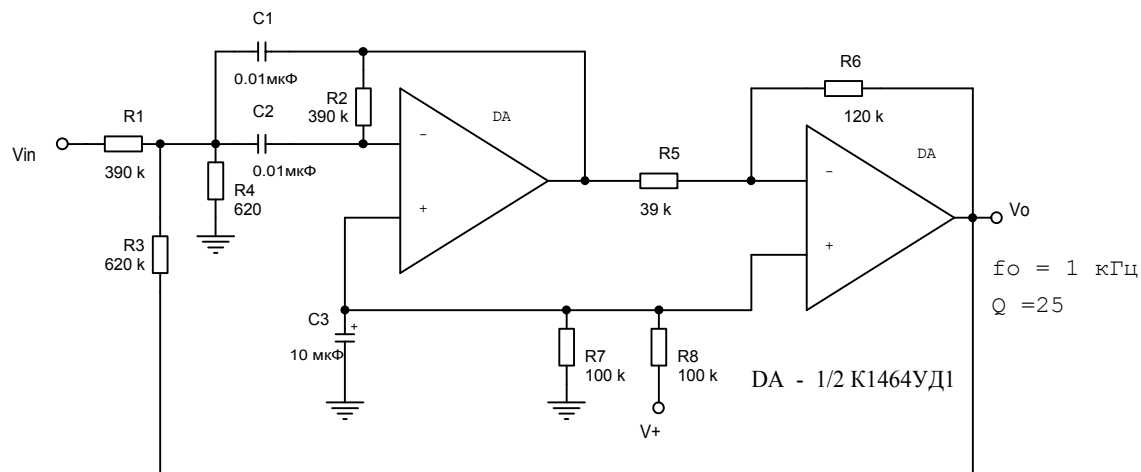 C1
0.01мкФ
R6
120 k
R2
390 k
DA
C2
0.01мкФ
R1
390 k
Vin
−
+
R4
620
R5
39 k
DA
−
+
Vo
R3
620 k
fo = 1 кГц
Q =25
C3
+
10 мкФ
R7
100 k
R8
100 k
V+
DA - 1/2 К1464УД1